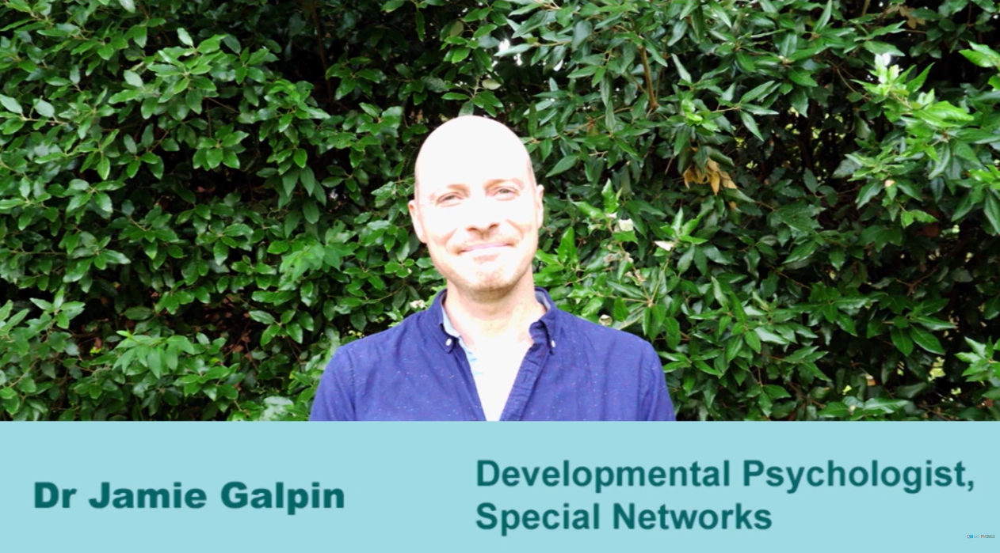 Dr Jamie Galpin
Developmental Psychologist,
Special Networks